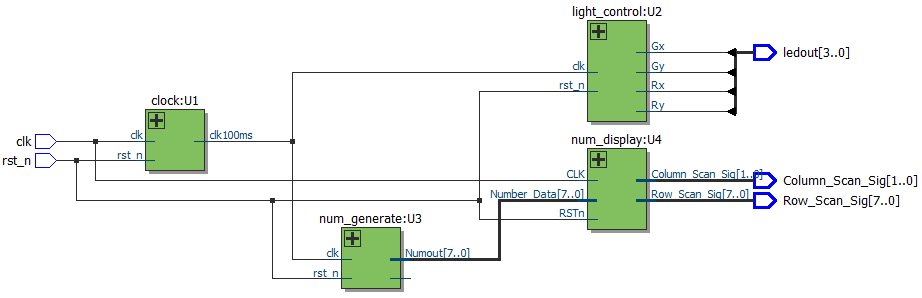 light_control:U2
Gx
ledout[3..0]
clk
Gy
rst_n
Rx
Ry
clock:U1
clk
clk
clk100ms
rst_n
rst_n
num_display:U4
CLK
Column_Scan_Sig[1..0]
Column_Scan_Sig[1..0]
Number_Data[7..0]
Row_Scan_Sig[7..0]
Row_Scan_Sig[7..0]
RSTn
num_generate:U3
clk
Numout[7..0]
rst_n